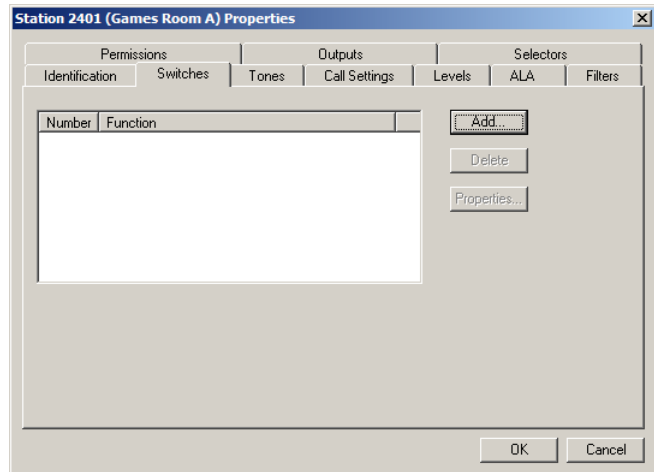 Station 2401 (Games Room A) Properties
Permissions Outputs Selectors
Identification Switches Tones Call Settings Levels ALA Filters
Number Function
Add...
Delete
Properties...
OK Cancel